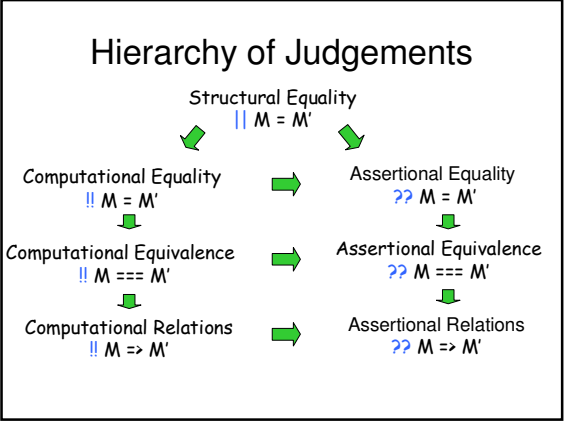 Hierarchy of Judgements
Structural Equality
|| M = M'
Computational Equality
!! M = M'
Assertional Equality
?? M = M'
Computational Equivalence
!! M === M'
Assertional Equivalence
?? M === M'
Computational Relations
!! M => M'
Assertional Relations
?? M => M'